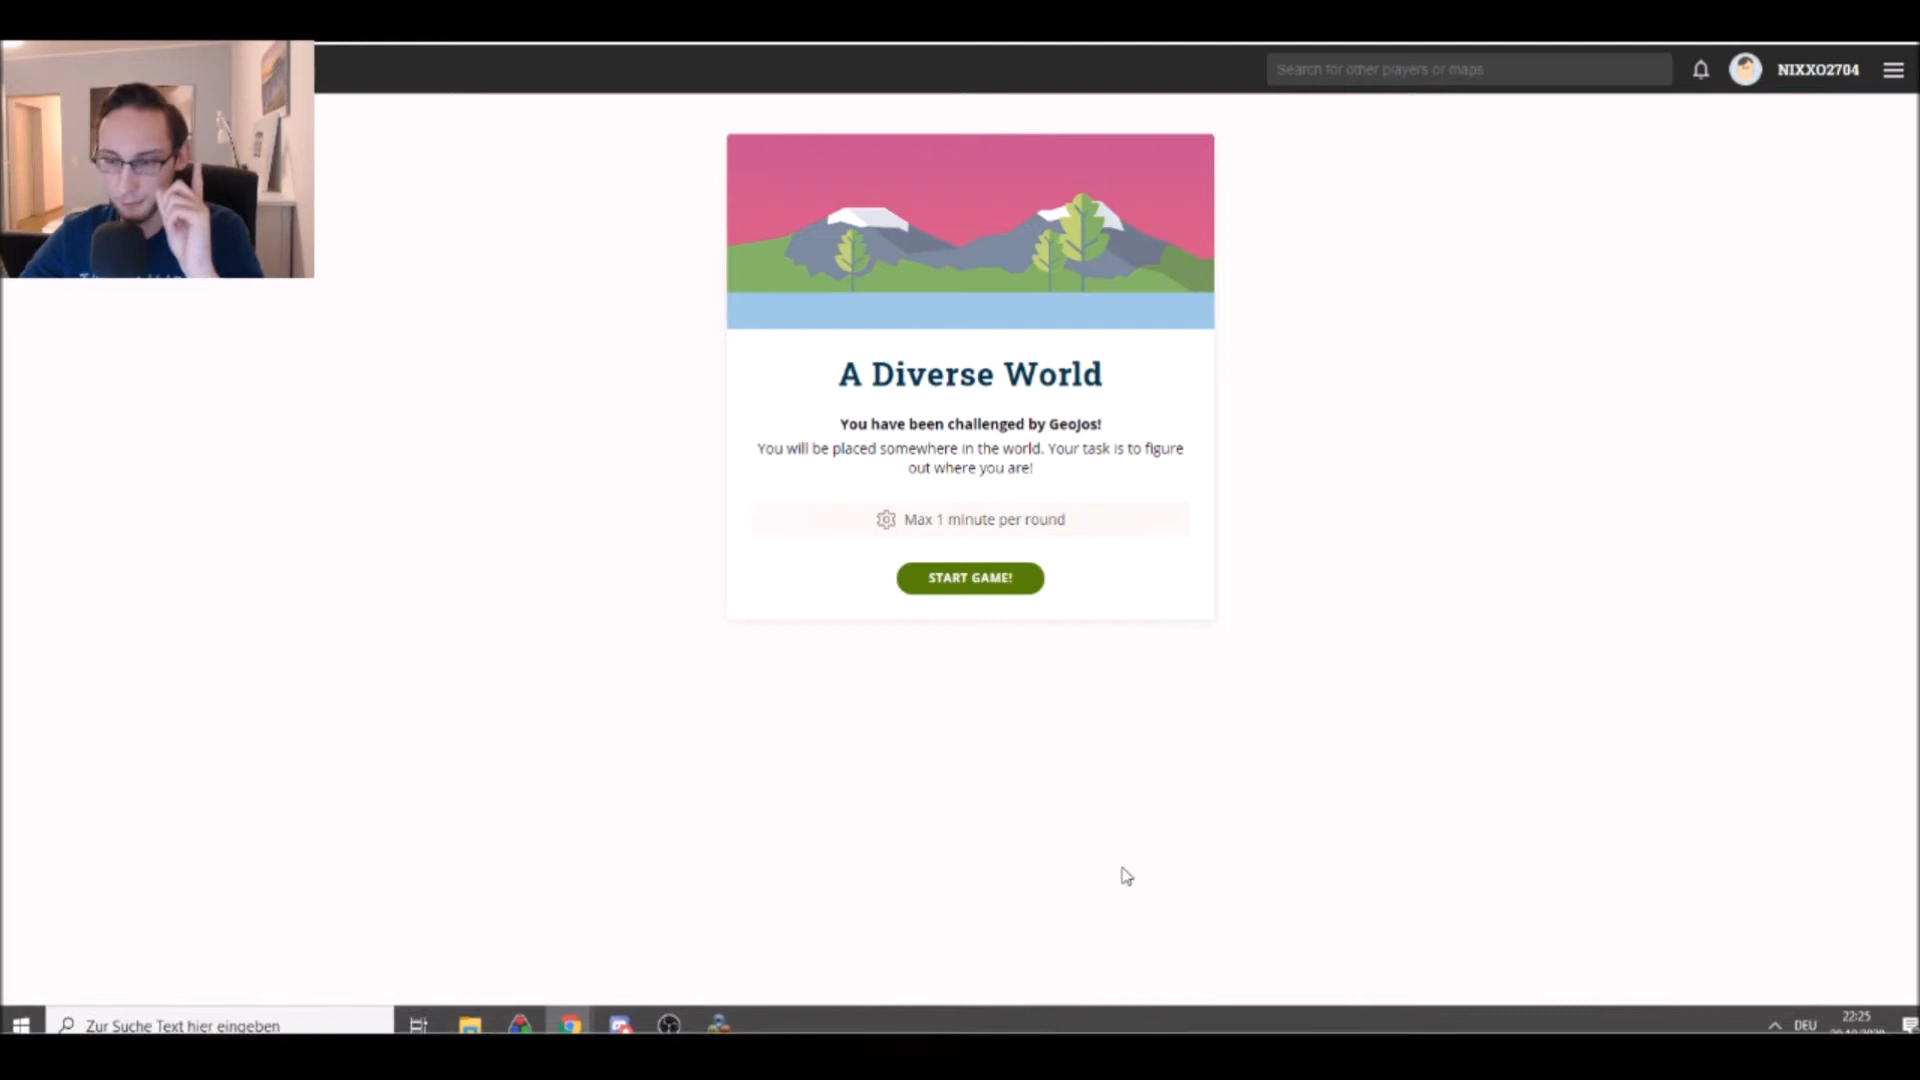 Search for other players or maps
NIXXO2704
A Diverse World
You have been challenged by GeoJos!
You will be placed somewhere in the world. Your task is to figure
out where you are!
Max 1 minute per round
START GAME!
Zur Suche Text hier eingeben
DEU
22:25